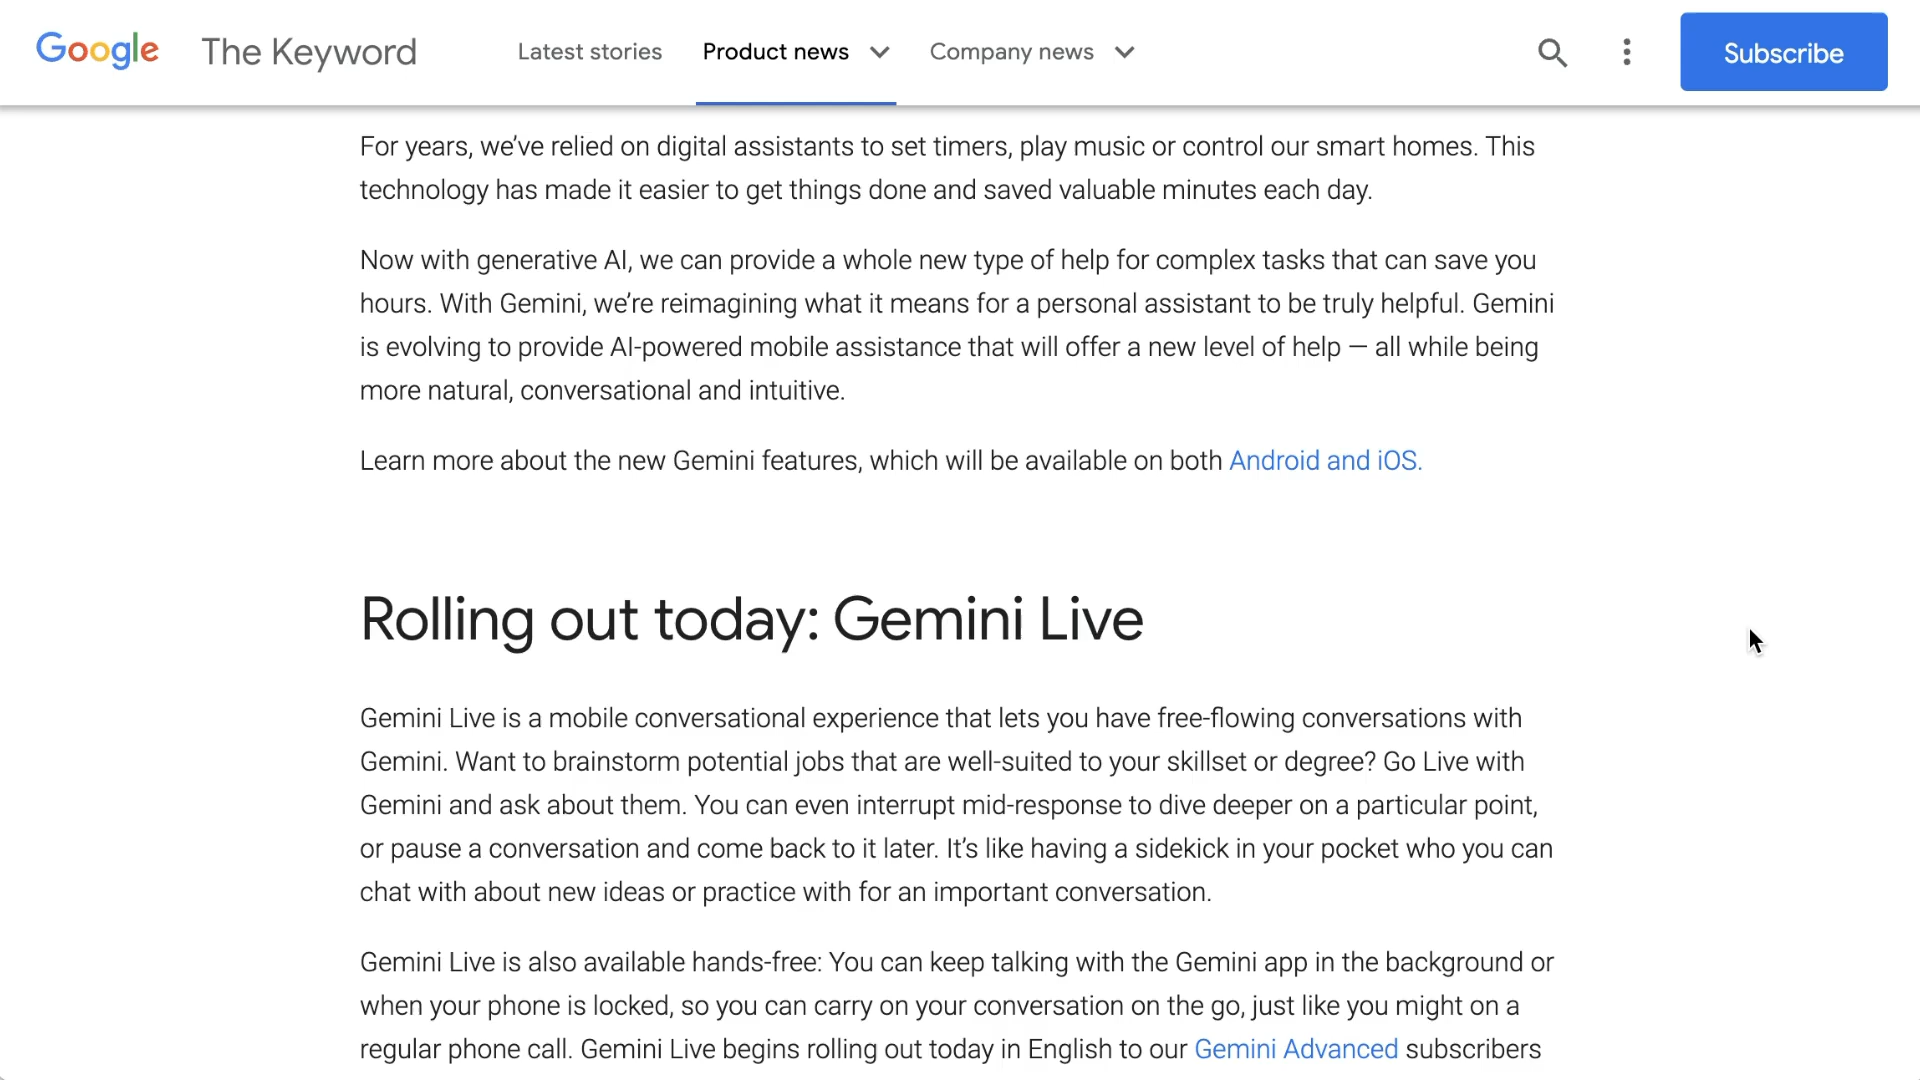 Google The Keyword Latest stories Product news Company news Subscribe
For years, we’ve relied on digital assistants to set timers, play music or control our smart homes. This
technology has made it easier to get things done and saved valuable minutes each day.
Now with generative AI, we can provide a whole new type of help for complex tasks that can save you
hours. With Gemini, we’re reimagining what it means for a personal assistant to be truly helpful. Gemini
is evolving to provide AI-powered mobile assistance that will offer a new level of help — all while being
more natural, conversational and intuitive.
Learn more about the new Gemini features, which will be available on both Android and iOS.
Rolling out today: Gemini Live
Gemini Live is a mobile conversational experience that lets you have free-flowing conversations with
Gemini. Want to brainstorm potential jobs that are well-suited to your skillset or degree? Go Live with
Gemini and ask about them. You can even interrupt mid-response to dive deeper on a particular point,
or pause a conversation and come back to it later. It’s like having a sidekick in your pocket who you can
chat with about new ideas or practice with for an important conversation.
Gemini Live is also available hands-free: You can keep talking with the Gemini app in the background or
when your phone is locked, so you can carry on your conversation on the go, just like you might on a
regular phone call. Gemini Live begins rolling out today in English to our Gemini Advanced subscribers